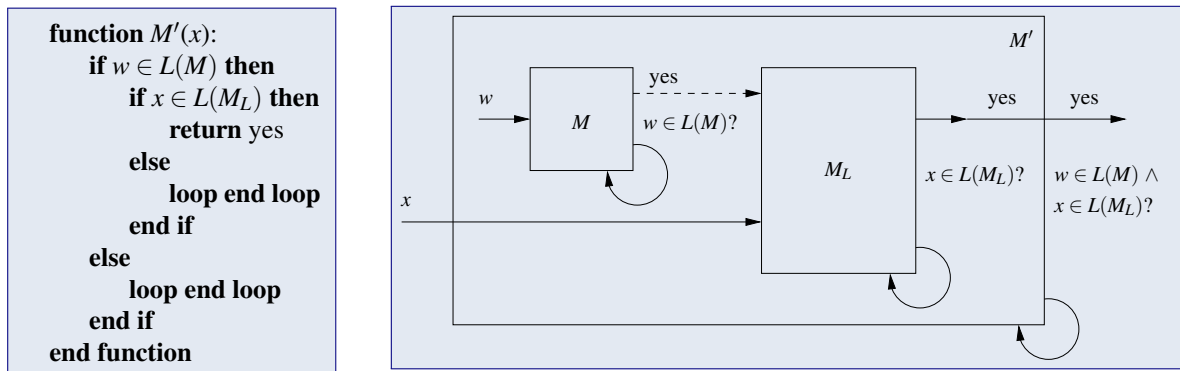 function M′(x):
if w ∈ L(M) then
if x ∈ L(M_L) then
return yes
else
loop end loop
end if
else
loop end loop
end if
end function
M′
yes
w
M
w ∈ L(M)?
M_L
yes
yes
x ∈ L(M_L)?
w ∈ L(M) ∧
x ∈ L(M_L)?
x